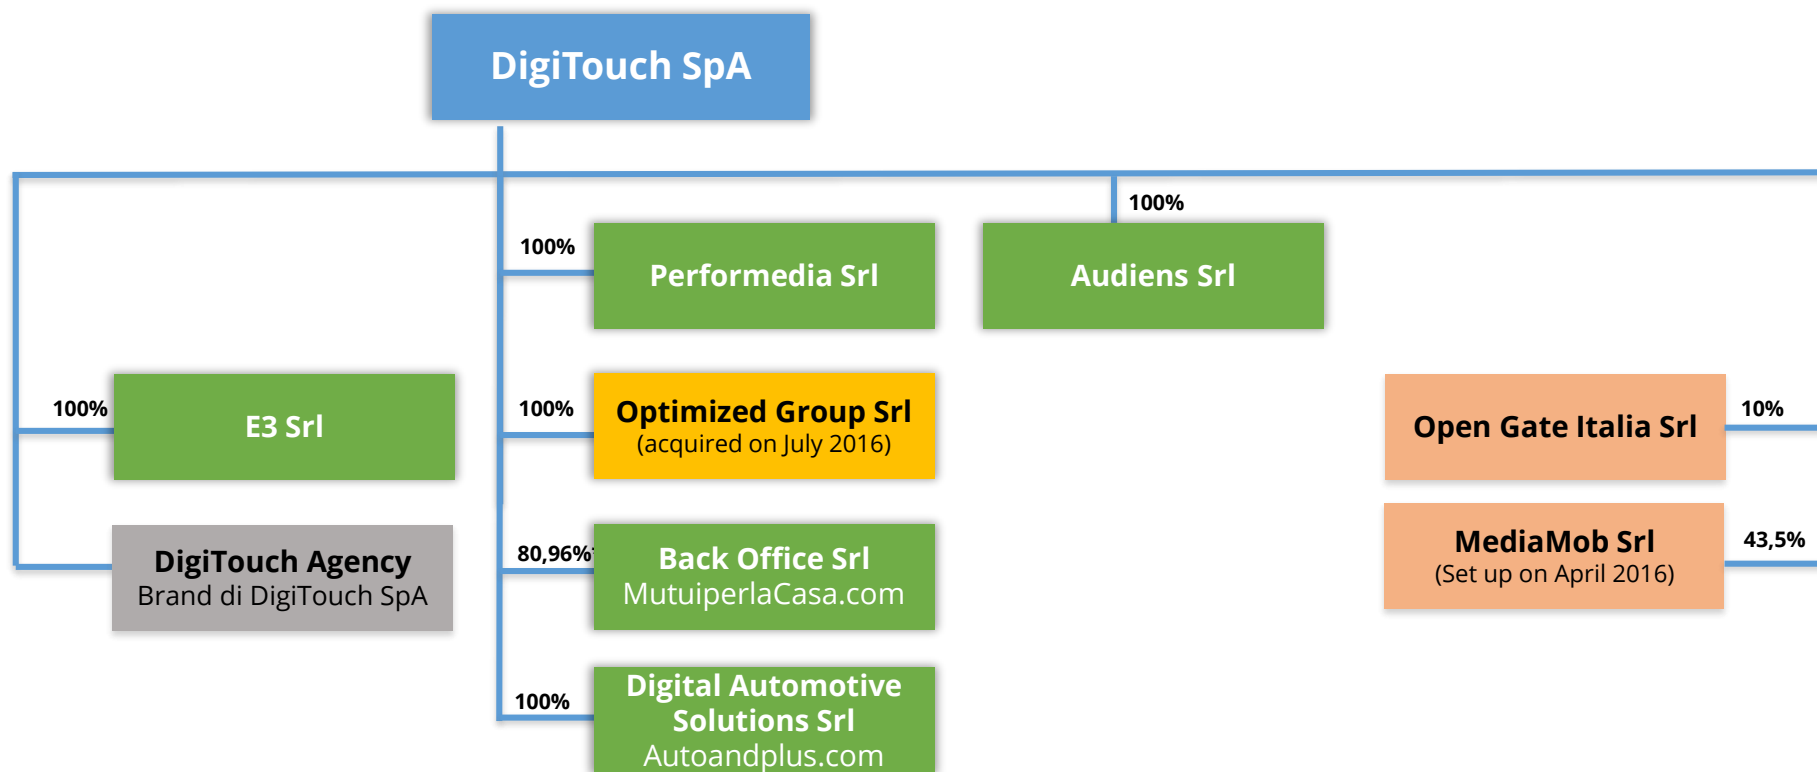 DigiTouch SpA
100%
100%
Performedia Srl
Audiens Srl
100%
E3 Srl
100%
Optimized Group Srl
(acquired on July 2016)
Open Gate Italia Srl
10%
DigiTouch Agency
Brand di DigiTouch SpA
80,96%
Back Office Srl
MutuiperlaCasa.com
MediaMob Srl
(Set up on April 2016)
43,5%
100%
Digital Automotive
Solutions Srl
Autoandplus.com